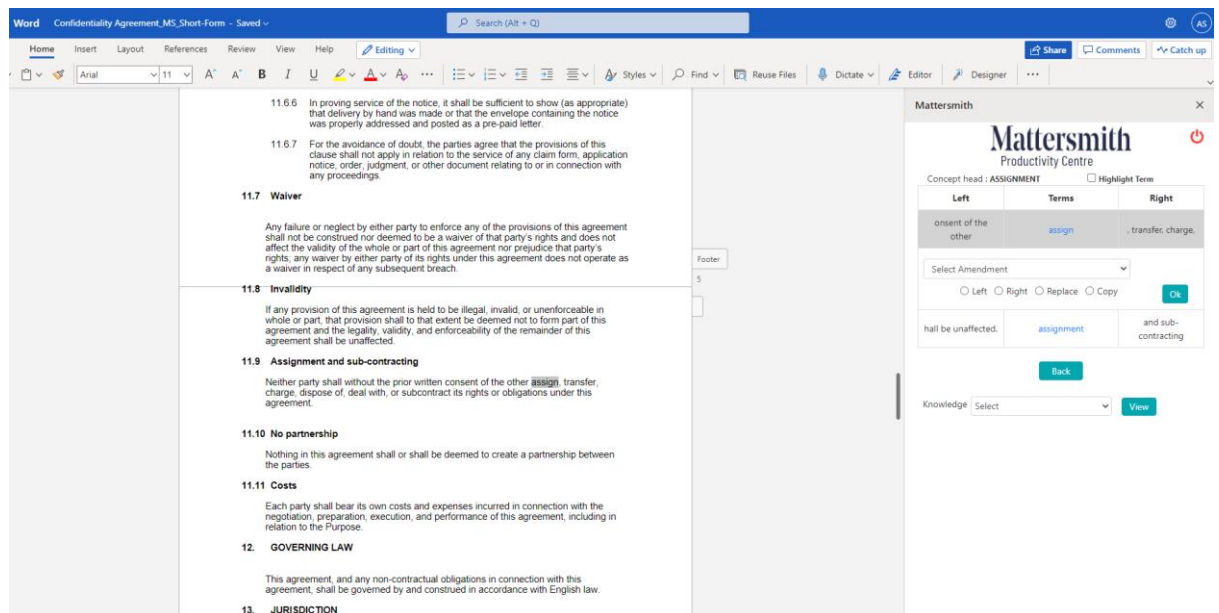 Word Confidentiality Agreement_MS_Short-Form - Saved
Search (Alt + Q)
AS
Home Insert Layout References Review View Help Editing Share Comments Catch up
Arial 11 A A B I U A A Styles Find Reuse Files Dictate Editor Designer
11.6.6 In proving service of the notice, it shall be sufficient to show (as appropriate)
that delivery by hand was made or that the envelope containing the notice
was properly addressed and posted as a pre-paid letter.
11.6.7 For the avoidance of doubt, the parties agree that the provisions of this
clause shall not apply in relation to the service of any claim form, application
notice, order, judgment, or other document relating to or in connection with
any proceedings.
11.7 Waiver
Any failure or neglect by either party to enforce any of the provisions of this agreement
shall not be construed nor deemed to be a waiver of that party's rights and does not
affect the validity of the whole or part of this agreement nor prejudice that party's
rights; any waiver by either party of its rights under this agreement does not operate as
a waiver in respect of any subsequent breach.
Footer
5
11.8 Invalidity
If any provision of this agreement is held to be illegal, invalid, or unenforceable in
whole or part, that provision shall to that extent be deemed not to form part of this
agreement and the legality, validity, and enforceability of the remainder of this
agreement shall be unaffected.
11.9 Assignment and sub-contracting
Neither party shall without the prior written consent of the other assign, transfer,
charge, dispose of, deal with, or subcontract its rights or obligations under this
agreement.
11.10 No partnership
Nothing in this agreement shall or shall be deemed to create a partnership between
the parties.
11.11 Costs
Each party shall bear its own costs and expenses incurred in connection with the
negotiation, preparation, execution, and performance of this agreement, including in
relation to the Purpose.
12. GOVERNING LAW
This agreement, and any non-contractual obligations in connection with this
agreement, shall be governed by and construed in accordance with English law.
13. JURISDICTION
Mattersmith
Mattersmith
Productivity Centre
Concept head : ASSIGNMENT Highlight Term
Left Terms Right
onsent of the
other
assign
, transfer, charge,
Select Amendment
Left Right Replace Copy
Ok
hall be unaffected.
assignment
and sub-
contracting
Back
Knowledge Select View